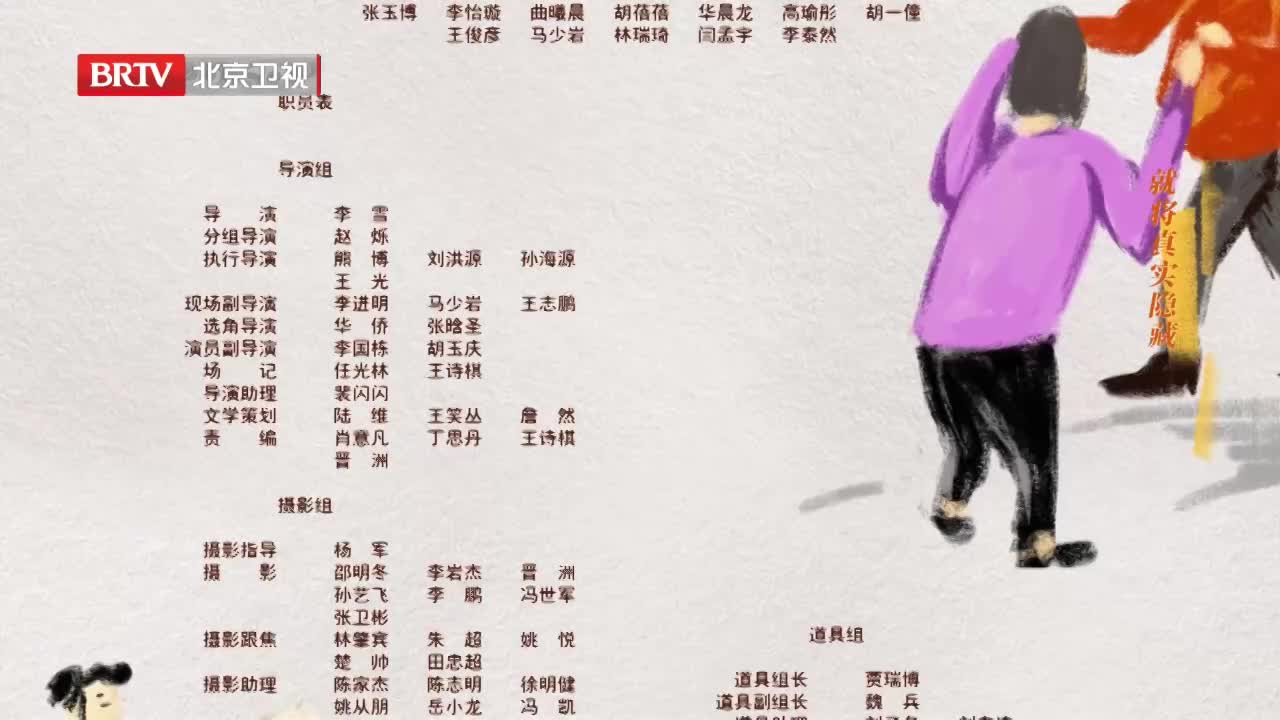 张玉博 李怡璇 曲曦晨 胡蓓蓓 华晨龙 高瑜彤 胡一僮
王俊彦 马少岩 林瑞琦 闫孟宇 李泰然
BRTV 北京卫视
职员表
导演组
导 演 李 雪
分组导演 赵 烁
执行导演 熊 博 刘洪源 孙海源
王 光
现场副导演 李进明 马少岩 王志鹏
选角导演 华 侨 张晗圣
演员副导演 李国栋 胡玉庆
场 记 任光林 王诗棋
导演助理 裴闪闪
文学策划 陆 维 王笑丛 詹 然
责 编 肖意凡 丁思丹 王诗棋
晋 洲
摄影组
摄影指导 杨 军
摄 影 邵明冬 李岩杰 晋 洲
孙艺飞 李 鹏 冯世军
张卫彬
摄影跟焦 林肇宾 朱 超 姚 悦
楚 帅 田忠超
摄影助理 陈家杰 陈志明 徐明健
姚从朋 岳小龙 冯 凯
就将真实隐藏
道具组
道具组长 贾瑞博
道具副组长 魏 兵